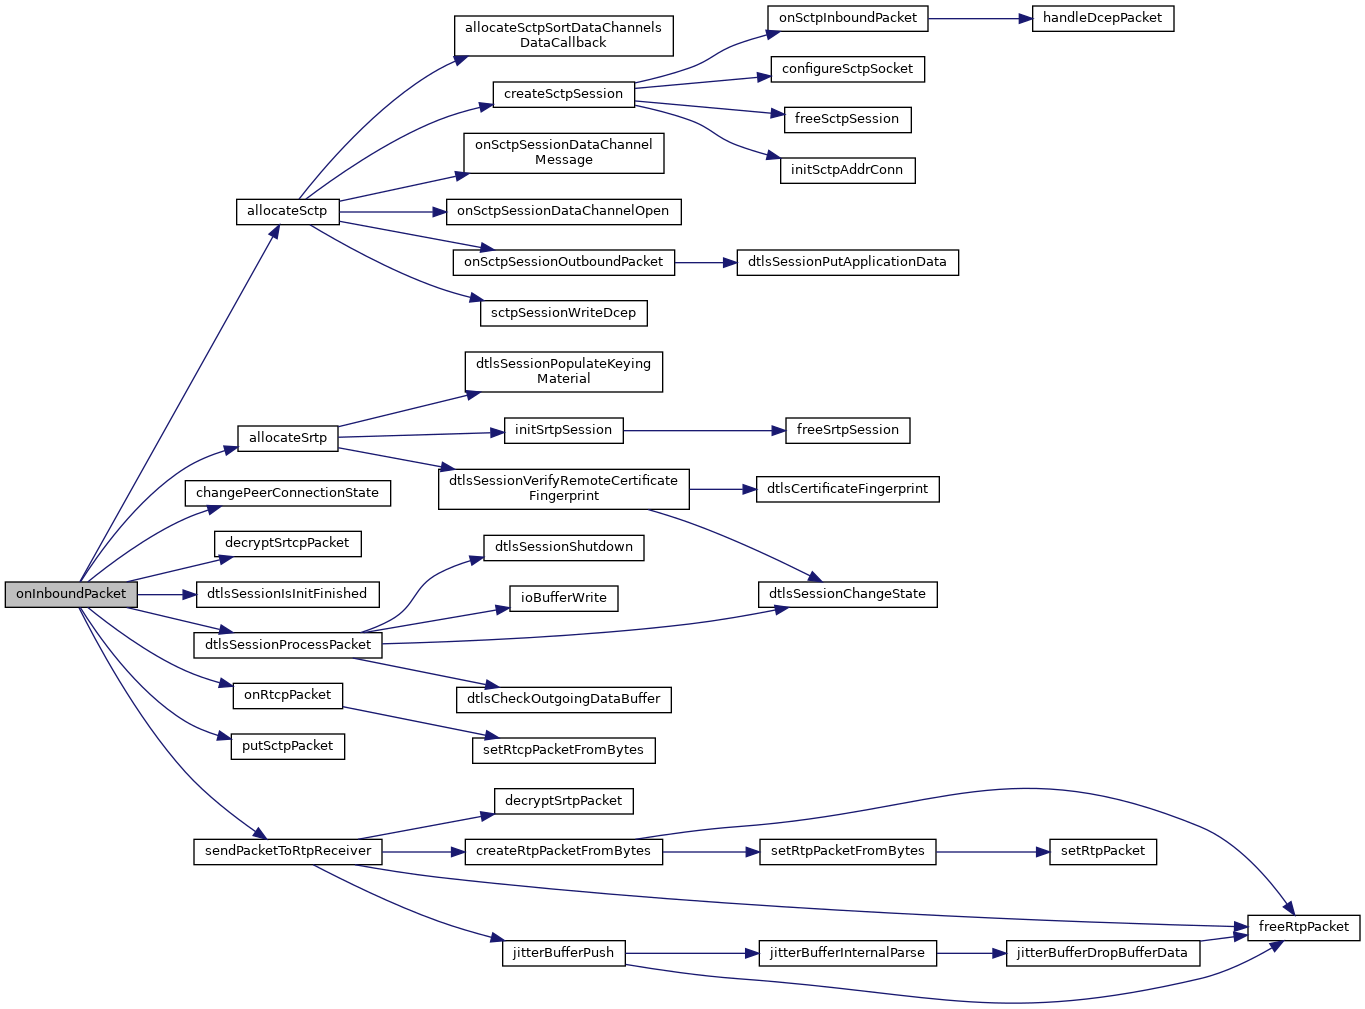 onInboundPacket
allocateSctp
allocateSctpSortDataChannels
DataCallback
createSctpSession
onSctpInboundPacket
handleDcepPacket
configureSctpSocket
freeSctpSession
initSctpAddrConn
onSctpSessionDataChannel
Message
onSctpSessionDataChannelOpen
onSctpSessionOutboundPacket
dtlsSessionPutApplicationData
sctpSessionWriteDcep
allocateSrtp
dtlsSessionPopulateKeying
Material
initSrtpSession
freeSrtpSession
dtlsSessionVerifyRemoteCertificate
Fingerprint
dtlsCertificateFingerprint
dtlsSessionChangeState
changePeerConnectionState
decryptSrtcpPacket
dtlsSessionIsInitFinished
dtlsSessionProcessPacket
dtlsSessionShutdown
ioBufferWrite
dtlsCheckOutgoingDataBuffer
onRtcpPacket
setRtcpPacketFromBytes
putSctpPacket
sendPacketToRtpReceiver
decryptSrtpPacket
createRtpPacketFromBytes
setRtpPacketFromBytes
setRtpPacket
freeRtpPacket
jitterBufferPush
jitterBufferInternalParse
jitterBufferDropBufferData